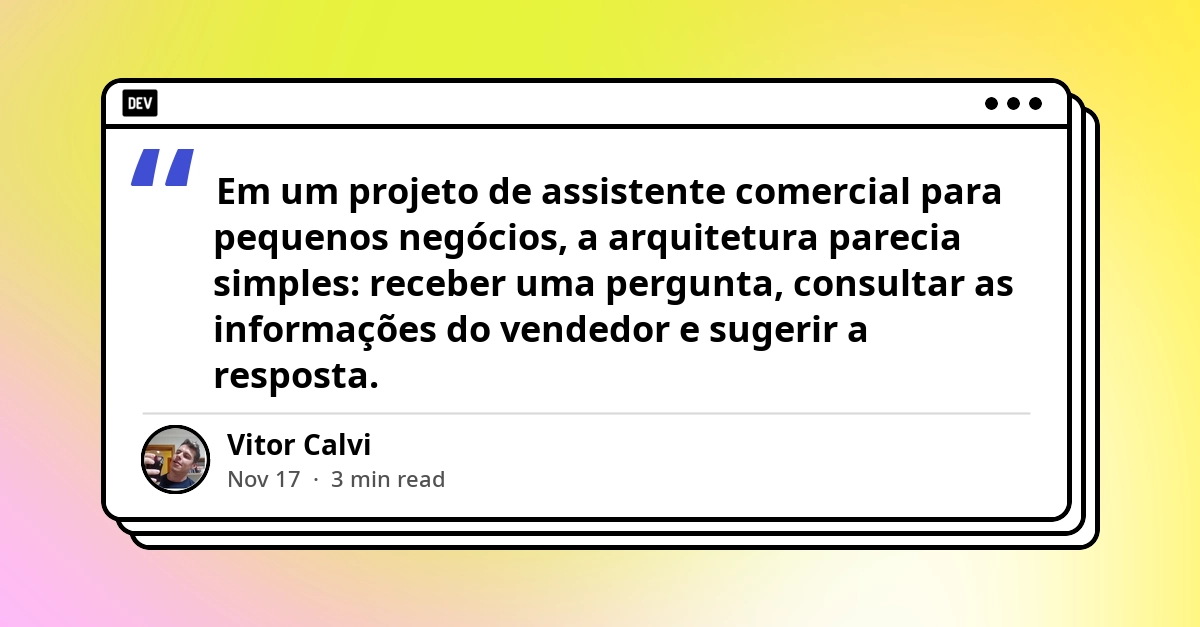 DEV
“ Em um projeto de assistente comercial para
pequenos negócios, a arquitetura parecia
simples: receber uma pergunta, consultar as
informações do vendedor e sugerir a
resposta.
Vitor Calvi
Nov 17 · 3 min read